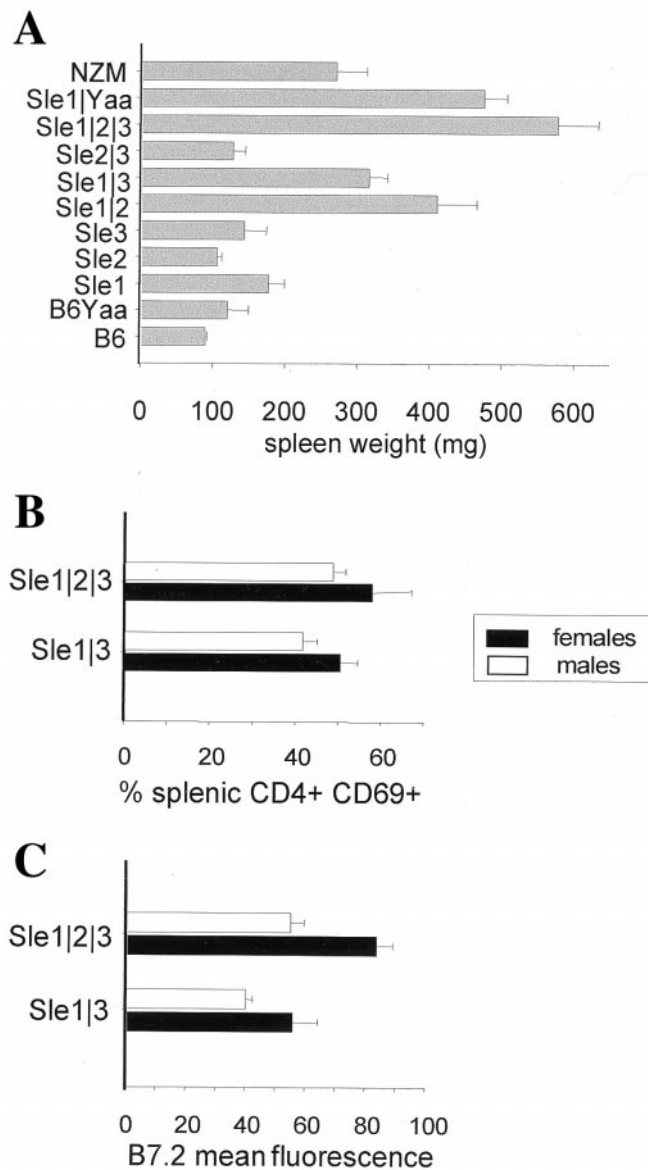 A
NZM
Sle1|Yaa
Sle1|2|3
Sle2|3
Sle1|3
Sle1|2
Sle3
Sle2
Sle1
B6Yaa
B6
0 100 200 300 400 500 600
spleen weight (mg)
B
Sle1|2|3
Sle1|3
females
males
0 20 40 60
% splenic CD4+ CD69+
C
Sle1|2|3
Sle1|3
0 20 40 60 80 100
B7.2 mean fluorescence